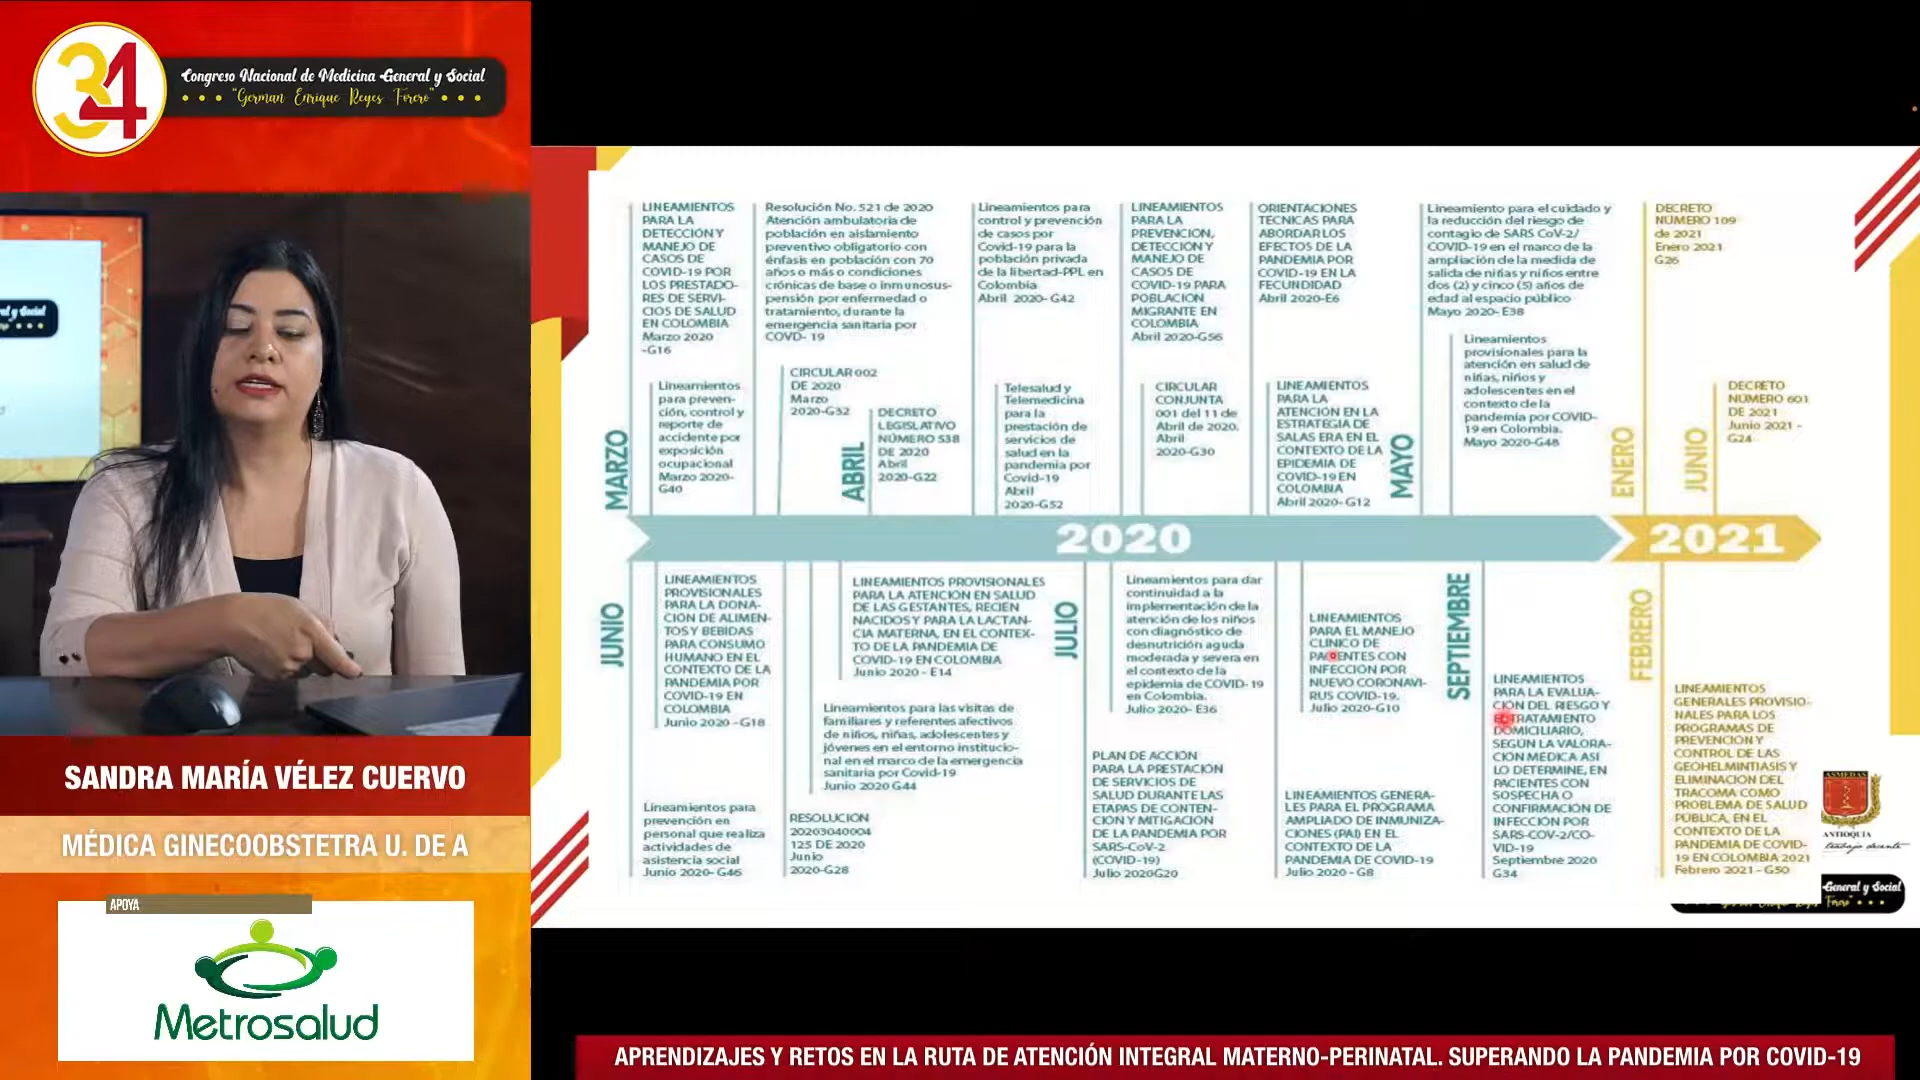 34
Congreso Nacional de Medicina General y Social
"German Enrique Reyes Forero"
al y Social
SANDRA MARÍA VÉLEZ CUERVO
MÉDICA GINECOOBSTETRA U. DE A
APOYA
Metrosalud
LINEAMIENTOS
PARA LA
DETECCIÓN Y
MANEJO DE
CASOS DE
COVID-19 POR
LOS PRESTADO-
RES DE SERVI-
CIOS DE SALUD
EN COLOMBIA
Marzo 2020
-G16
Resolución No. 521 de 2020
Atención ambulatoria de
población en aislamiento
preventivo obligatorio con
énfasis en población con 70
años o más o condiciones
crónicas de base o inmunosus-
pensión por enfermedad o
tratamiento, durante la
emergencia sanitaria por
COVD- 19
Lineamientos para
control y prevención
de casos por
Covid-19 para la
población privada
de la libertad-PPL en
Colombia
Abril 2020- G42
LINEAMIENTOS
PARA LA
PREVENCION,
DETECCION Y
MANEJO DE
CASOS DE
COVID-19 PARA
POBLACION
MIGRANTE EN
COLOMBIA
Abril 2020-G56
ORIENTACIONES
TECNICAS PARA
ABORDAR LOS
EFECTOS DE LA
PANDEMIA POR
COVID-19 EN LA
FECUNDIDAD
Abril 2020-E6
Lineamiento para el cuidado y
la reducción del riesgo de
contagio de SARS CoV-2/
COVID-19 en el marco de la
ampliación de la medida de
salida de niñas y niños entre
dos (2) y cinco (5) años de
edad al espacio público
Mayo 2020- E38
DECRETO
NÚMERO 109
de 2021
Enero 2021
G26
MARZO
Lineamientos
para preven-
ción, control y
reporte de
accidente por
exposición
ocupacional
Marzo 2020-
G40
CIRCULAR 002
DE 2020
Marzo
2020-G32
ABRIL
DECRETO
LEGISLATIVO
NÚMERO 538
DE 2020
Abril
2020-G22
Telesalud y
Telemedicina
para la
prestación de
servicios de
salud en la
pandemia por
Covid-19
Abril
2020-G52
CIRCULAR
CONJUNTA
001 del 11 de
Abril de 2020.
Abril
2020-G30
LINEAMIENTOS
PARA LA
ATENCIÓN EN LA
ESTRATEGIA DE
SALAS ERA EN EL
CONTEXTO DE LA
EPIDEMIA DE
COVID-19 EN
COLOMBIA
Abril 2020- G12
MAYO
Lineamientos
provisionales para la
atención en salud de
niñas, niños y
adolescentes en el
contexto de la
pandemia por COVID-
19 en Colombia.
Mayo 2020-G48
ENERO
JUNIO
DECRETO
NÚMERO 601
DE 2021
Junio 2021 -
G24
2020
2021
JUNIO
LINEAMIENTOS
PROVISIONALES
PARA LA DONA-
CIÓN DE ALIMEN-
TOS Y BEBIDAS
PARA CONSUMO
HUMANO EN EL
CONTEXTO DE LA
PANDEMIA POR
COVID-19 EN
COLOMBIA
Junio 2020 -G18
LINEAMIENTOS PROVISIONALES
PARA LA ATENCIÓN EN SALUD
DE LAS GESTANTES, RECIÉN
NACIDOS Y PARA LA LACTAN-
CIA MATERNA, EN EL CONTEX-
TO DE LA PANDEMIA DE
COVID-19 EN COLOMBIA
Junio 2020 - E14
Lineamientos para las visitas de
familiares y referentes afectivos
de niños, niñas, adolescentes y
jóvenes en el entorno institucio-
nal en el marco de la emergencia
sanitaria por Covid-19
Junio 2020 G44
Lineamientos para
prevención en
personal que realiza
actividades de
asistencia social
Junio 2020- G46
RESOLUCIÓN
20203040004
125 DE 2020
Junio
2020-G28
JULIO
Lineamientos para dar
continuidad a la
implementación de la
atención de los niños
con diagnóstico de
desnutrición aguda
moderada y severa en
el contexto de la
epidemia de COVID-19
en Colombia.
Julio 2020- E36
PLAN DE ACCIÓN
PARA LA PRESTACIÓN
DE SERVICIOS DE
SALUD DURANTE LAS
ETAPAS DE CONTEN-
CIÓN Y MITIGACIÓN
DE LA PANDEMIA POR
SARS-CoV-2
(COVID-19)
Julio 2020G20
LINEAMIENTOS
PARA EL MANEJO
CLINICO DE
PACIENTES CON
INFECCIÓN POR
NUEVO CORONAVI-
RUS COVID-19.
Julio 2020-G10
LINEAMIENTOS GENERA-
LES PARA EL PROGRAMA
AMPLIADO DE INMUNIZA-
CIONES (PAI) EN EL
CONTEXTO DE LA
PANDEMIA DE COVID-19
Julio 2020 - G8
SEPTIEMBRE
LINEAMIENTOS
PARA LA EVALUA-
CIÓN DEL RIESGO Y
EL TRATAMIENTO
DOMICILIARIO,
SEGÚN LA VALORA-
CIÓN MEDICA ASÍ
LO DETERMINE, EN
PACIENTES CON
SOSPECHA O
CONFIRMACIÓN DE
INFECCIÓN POR
SARS-COV-2/CO-
VID-19
Septiembre 2020
G34
FEBRERO
LINEAMIENTOS
GENERALES PROVISIO-
NALES PARA LOS
PROGRAMAS DE
PREVENCIÓN Y
CONTROL DE LAS
GEOHELMINTIASIS Y
ELIMINACIÓN DEL
TRACOMA COMO
PROBLEMA DE SALUD
PÚBLICA, EN EL
CONTEXTO DE LA
PANDEMIA DE COVID-
19 EN COLOMBIA 2021
Febrero 2021 - G50
ASMEDAS
ANTIOQUIA
trabajo decente
General y Social
APRENDIZAJES Y RETOS EN LA RUTA DE ATENCIÓN INTEGRAL MATERNO-PERINATAL. SUPERANDO LA PANDEMIA POR COVID-19